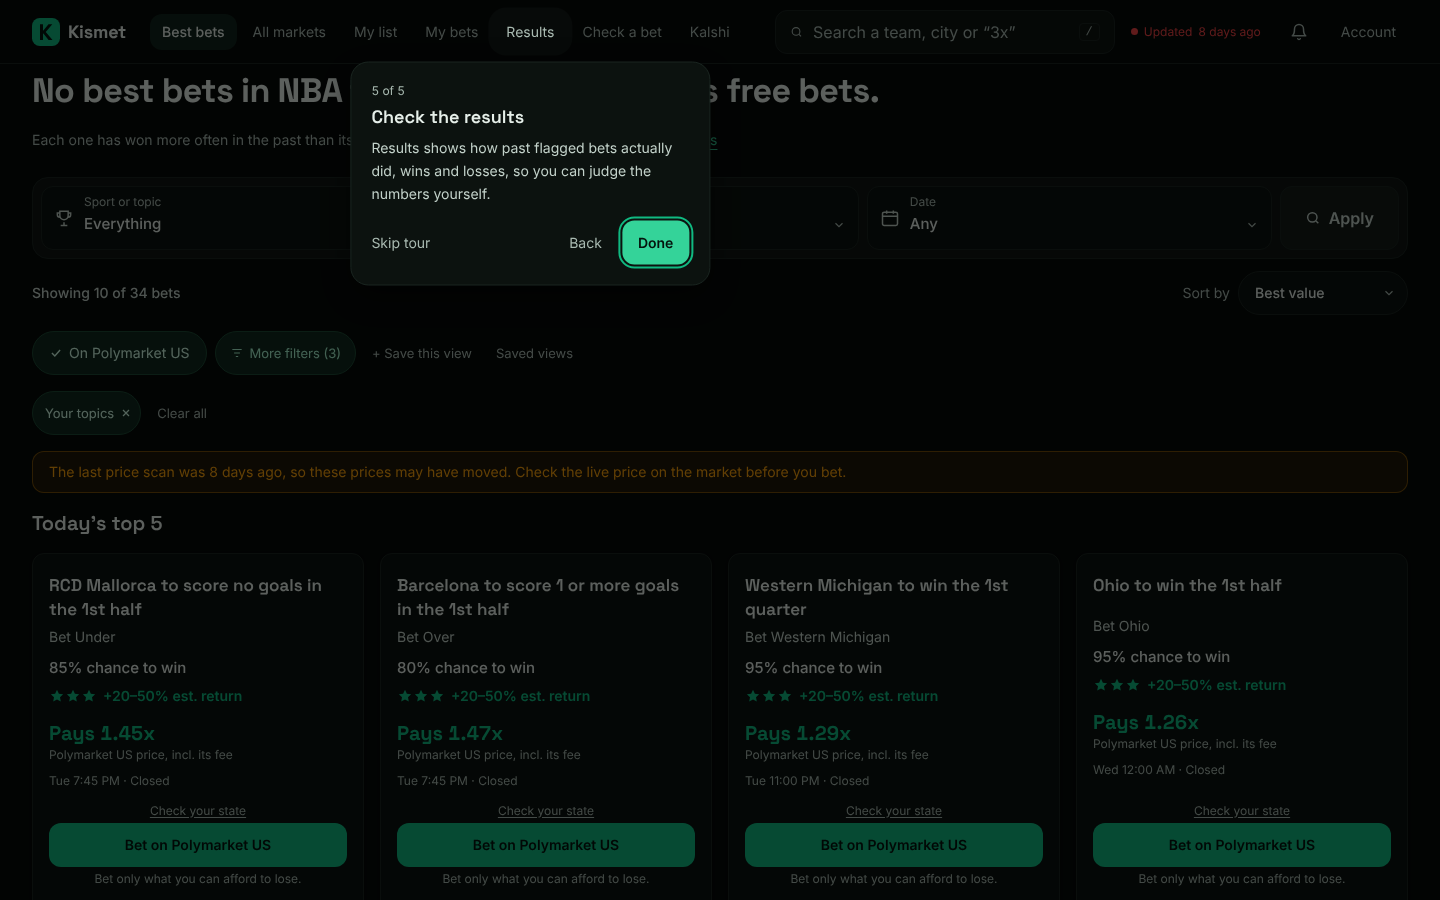 K Kismet Best bets All markets My list My bets Results Check a bet Kalshi Search a team, city or “3x” / Updated 8 days ago Account
No best bets in NBA s free bets.
5 of 5
Check the results
Each one has won more often in the past than its s
Results shows how past flagged bets actually
did, wins and losses, so you can judge the
numbers yourself.
Sport or topic Date
Everything Any Apply
Skip tour Back Done
Showing 10 of 34 bets Sort by Best value
On Polymarket US More filters (3) + Save this view Saved views
Your topics × Clear all
The last price scan was 8 days ago, so these prices may have moved. Check the live price on the market before you bet.
Today’s top 5
RCD Mallorca to score no goals in
the 1st half
Bet Under
85% chance to win
★★★ +20–50% est. return
Pays 1.45x
Polymarket US price, incl. its fee
Tue 7:45 PM · Closed
Check your state
Bet on Polymarket US
Bet only what you can afford to lose.
Barcelona to score 1 or more goals
in the 1st half
Bet Over
80% chance to win
★★★ +20–50% est. return
Pays 1.47x
Polymarket US price, incl. its fee
Tue 7:45 PM · Closed
Check your state
Bet on Polymarket US
Bet only what you can afford to lose.
Western Michigan to win the 1st
quarter
Bet Western Michigan
95% chance to win
★★★ +20–50% est. return
Pays 1.29x
Polymarket US price, incl. its fee
Tue 11:00 PM · Closed
Check your state
Bet on Polymarket US
Bet only what you can afford to lose.
Ohio to win the 1st half
Bet Ohio
95% chance to win
★★★ +20–50% est. return
Pays 1.26x
Polymarket US price, incl. its fee
Wed 12:00 AM · Closed
Check your state
Bet on Polymarket US
Bet only what you can afford to lose.